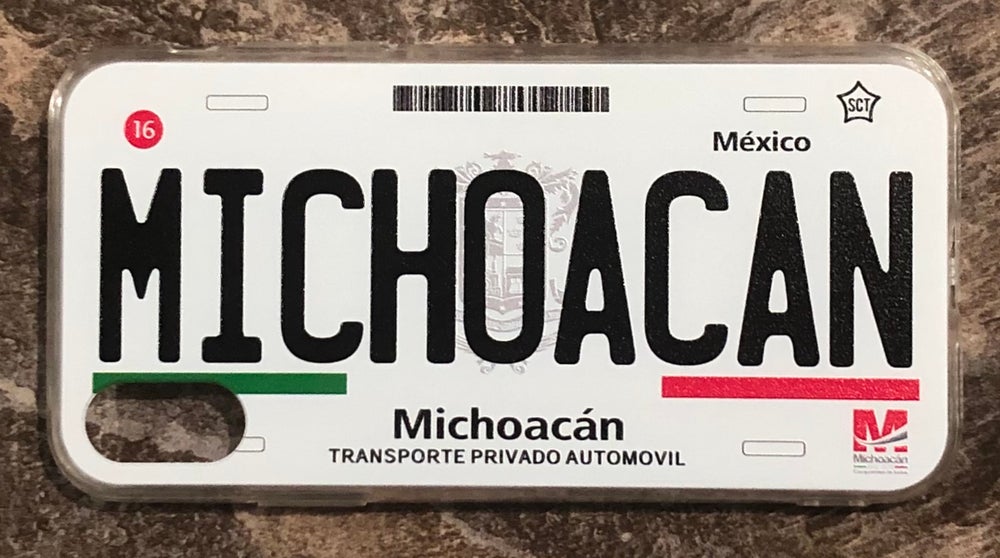 16
SCT
México
MICHOACAN
Michoacán
TRANSPORTE PRIVADO AUTOMOVIL
M
Michoacán